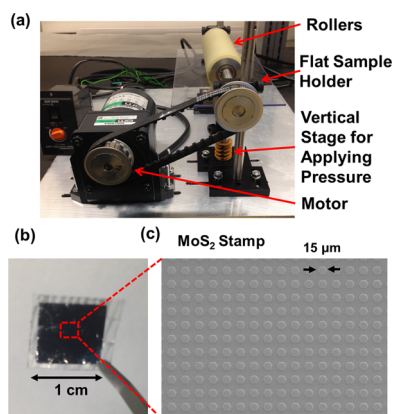 (a)
Rollers
Flat Sample
Holder
Vertical
Stage for
Applying
Pressure
Motor
(b)
(c)
MoS₂ Stamp
15 μm
1 cm